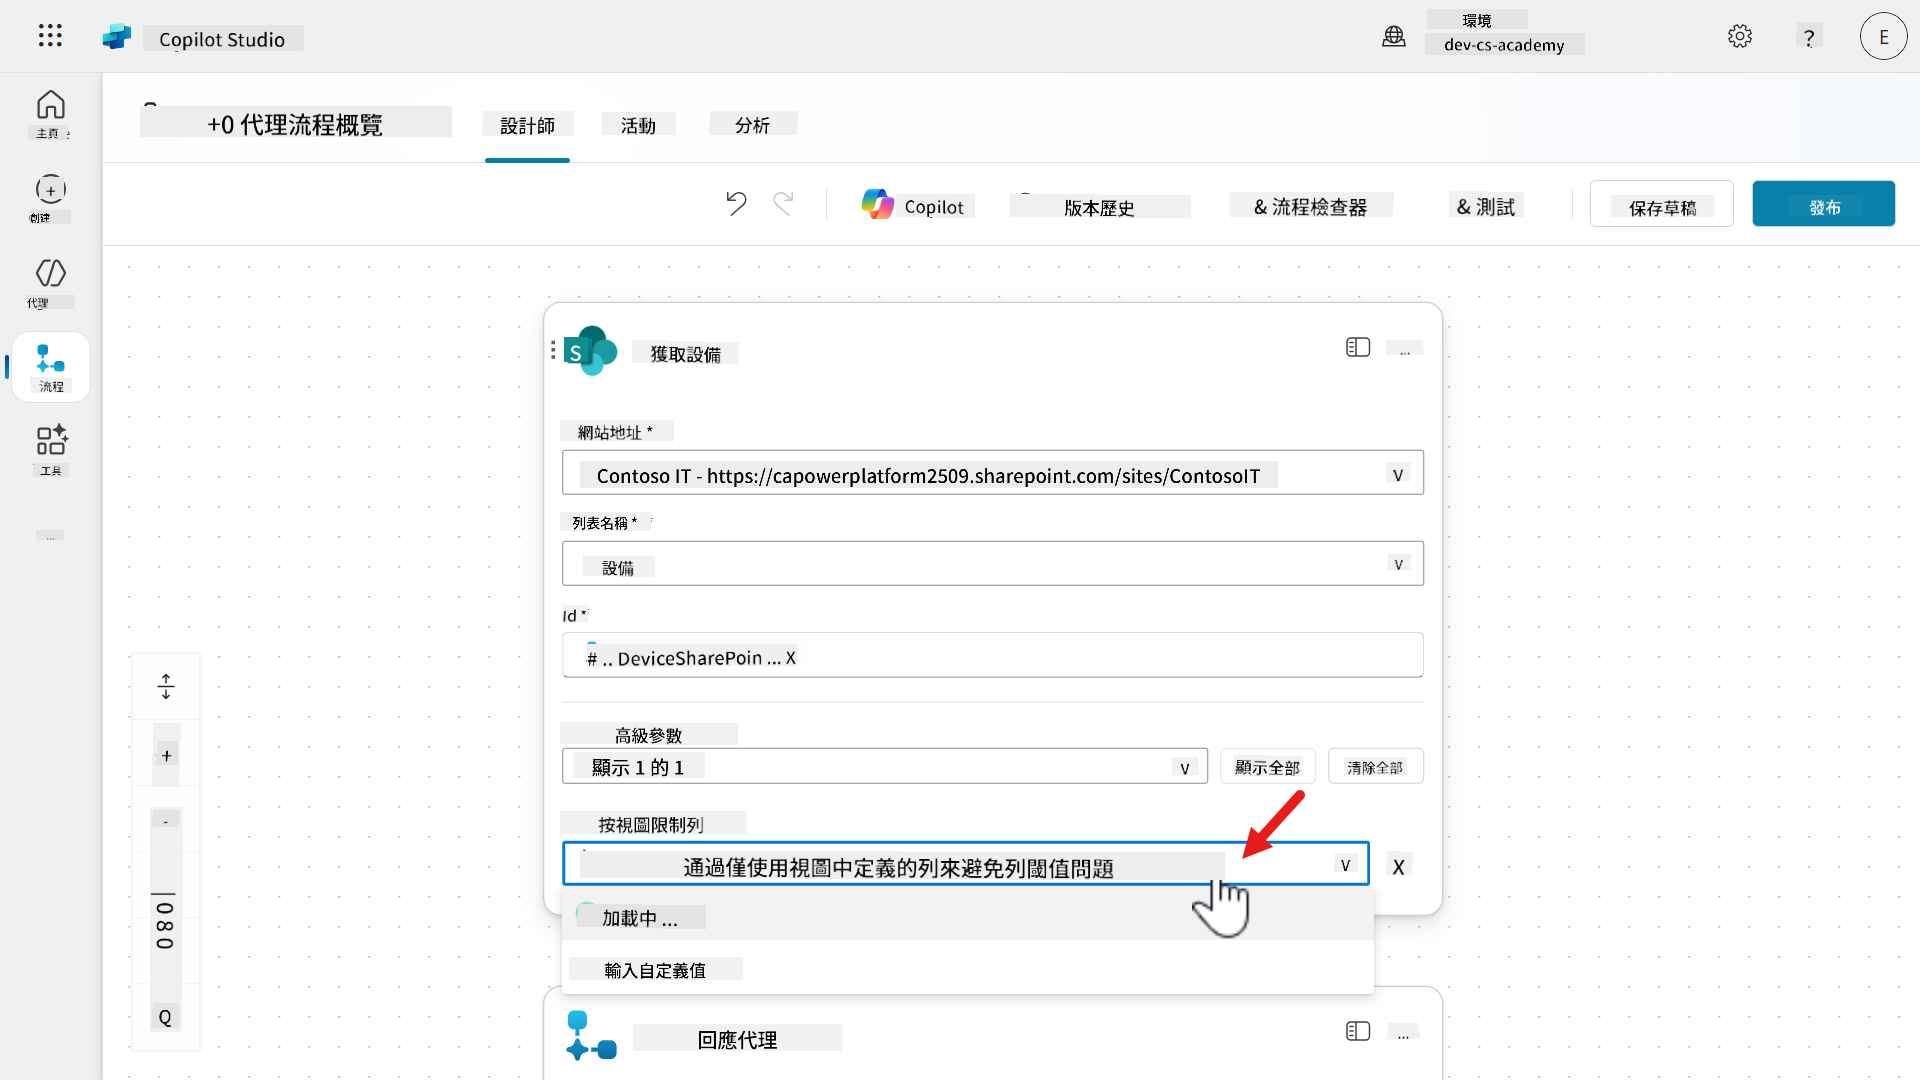 Copilot Studio
環境
dev-cs-academy
?
E
+0 代理流程概覽
設計師
活動
分析
Copilot
版本歷史
& 流程檢查器
& 測試
保存草稿
發布
主頁
創建
代理
流程
工具
...
S
獲取設備
...
網站地址 *
Contoso IT - https://capowerplatform2509.sharepoint.com/sites/ContosoIT
V
列表名稱 *
設備
V
Id *
# .. DeviceSharePoin ... X
高級參數
顯示 1 的 1
V
顯示全部
清除全部
按視圖限制列
通過僅使用視圖中定義的列來避免列閾值問題
V
X
加載中 ...
輸入自定義值
回應代理
...
+
-
|080
Q